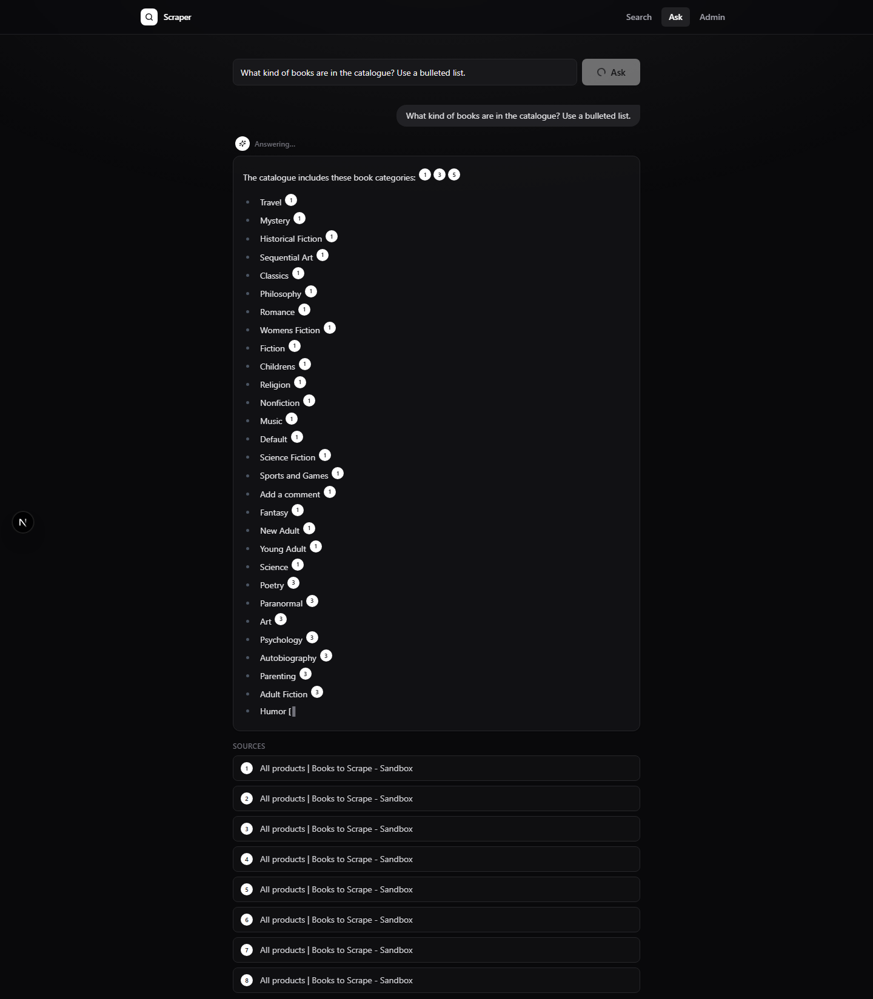 Scraper
Search Ask Admin
What kind of books are in the catalogue? Use a bulleted list.
Ask
What kind of books are in the catalogue? Use a bulleted list.
Answering...
The catalogue includes these book categories: 1 3 5
• Travel 1
• Mystery 1
• Historical Fiction 1
• Sequential Art 1
• Classics 1
• Philosophy 1
• Romance 1
• Womens Fiction 1
• Fiction 1
• Childrens 1
• Religion 1
• Nonfiction 1
• Music 1
• Default 1
• Science Fiction 1
• Sports and Games 1
• Add a comment 1
• Fantasy 1
• New Adult 1
• Young Adult 1
• Science 1
• Poetry 3
• Paranormal 3
• Art 3
• Psychology 3
• Autobiography 3
• Parenting 3
• Adult Fiction 3
• Humor [
N
SOURCES
1 All products | Books to Scrape - Sandbox
2 All products | Books to Scrape - Sandbox
3 All products | Books to Scrape - Sandbox
4 All products | Books to Scrape - Sandbox
5 All products | Books to Scrape - Sandbox
6 All products | Books to Scrape - Sandbox
7 All products | Books to Scrape - Sandbox
8 All products | Books to Scrape - Sandbox